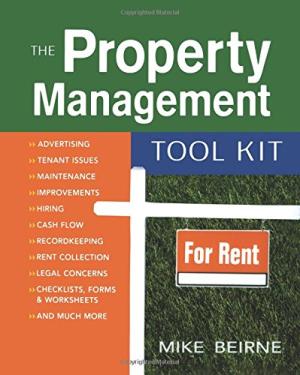 THE Property
Management
TOOL KIT
›› ADVERTISING
›› TENANT ISSUES
›› MAINTENANCE
›› IMPROVEMENTS
›› HIRING
›› CASH FLOW
›› RECORDKEEPING
›› RENT COLLECTION
›› LEGAL CONCERNS
›› CHECKLISTS, FORMS
& WORKSHEETS
›› AND MUCH MORE
For Rent
MIKE BEIRNE